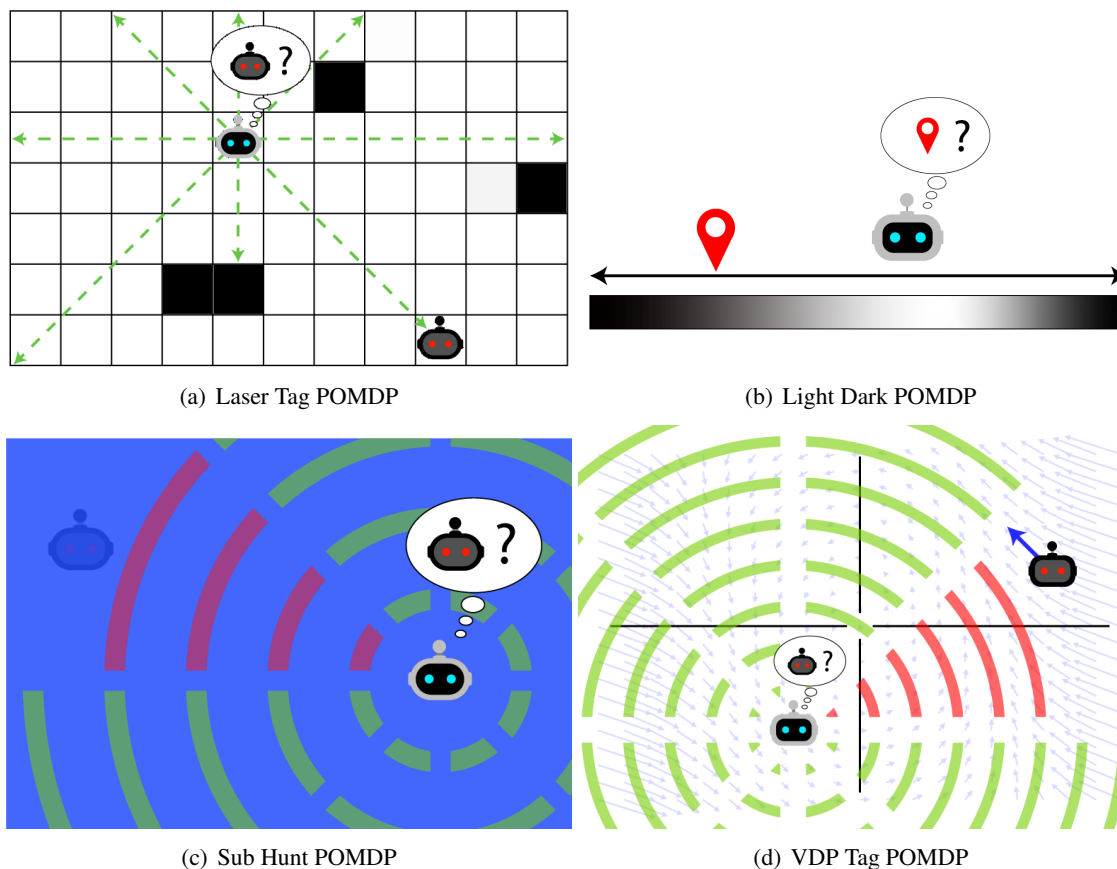 ?
?
(a) Laser Tag POMDP
(b) Light Dark POMDP
?
?
(c) Sub Hunt POMDP
(d) VDP Tag POMDP